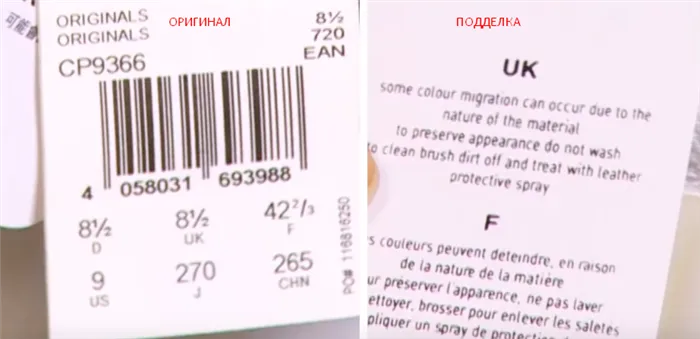 可能會
ORIGINALS
ОРИГИНАЛ
8½
ORIGINALS
720
EAN
CP9366
4 058031 693988
8½ 8½ 42²/₃
D UK F
9 270 265
US J CHN
PO# 116816250
ПОДДЕЛКА
UK
some colour migration can occur due to the
nature of the material
to preserve appearance do not wash
to clean brush dirt off and treat with leather
protective spray
F
couleurs peuvent deteindre, en raison
de la nature de la matière
préserver l'apparence, ne pas laver
brosser pour enlever les saletes
un spray de